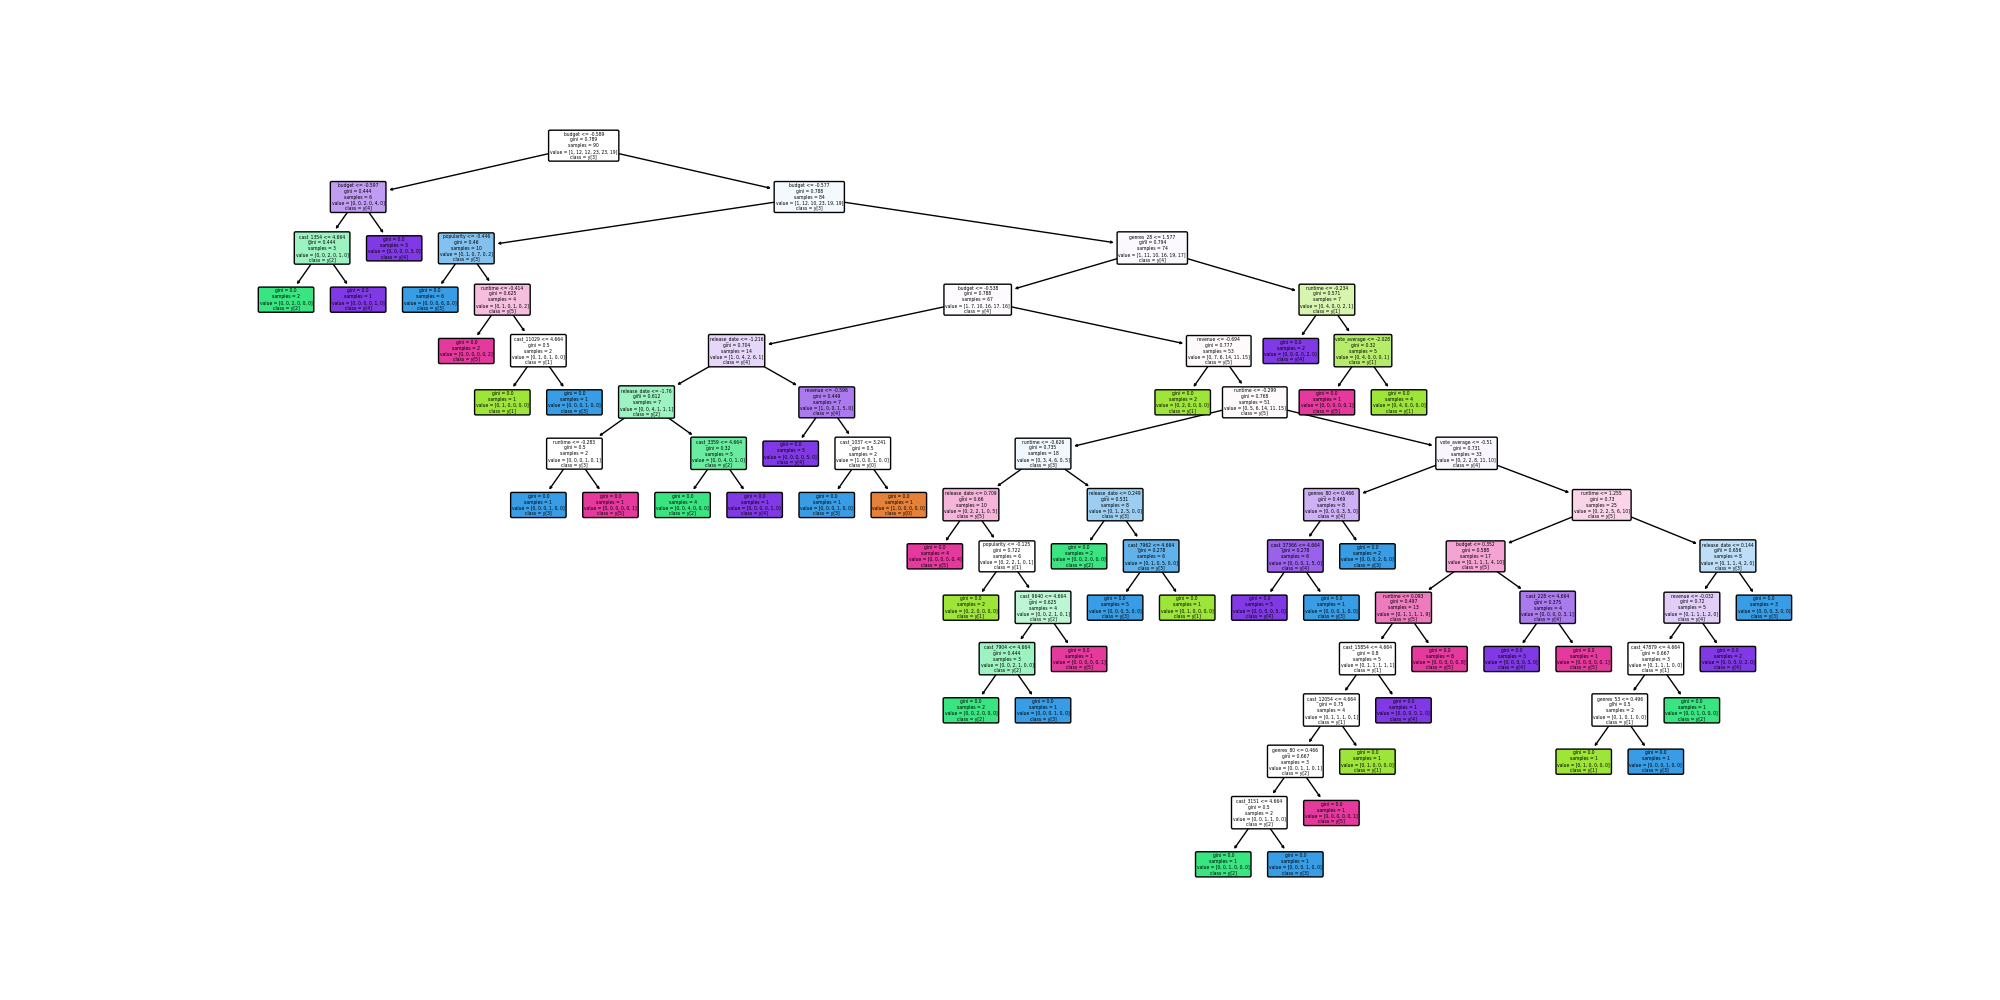 budget <= -0.589
gini = 0.789
samples = 90
value = [1, 12, 12, 23, 23, 19]
class = y[3]
budget <= -0.597
gini = 0.444
samples = 6
value = [0, 0, 2, 0, 4, 0]
class = y[4]
budget <= -0.577
gini = 0.788
samples = 84
value = [1, 12, 10, 23, 19, 19]
class = y[3]
cast_1354 <= 4.664
gini = 0.444
samples = 3
value = [0, 0, 2, 0, 1, 0]
class = y[2]
gini = 0.0
samples = 3
value = [0, 0, 0, 0, 3, 0]
class = y[4]
popularity <= -0.446
gini = 0.46
samples = 10
value = [0, 1, 0, 7, 0, 2]
class = y[3]
genres_28 <= 1.577
gini = 0.794
samples = 74
value = [1, 11, 10, 16, 19, 17]
class = y[4]
gini = 0.0
samples = 2
value = [0, 0, 2, 0, 0, 0]
class = y[2]
gini = 0.0
samples = 1
value = [0, 0, 0, 0, 1, 0]
class = y[4]
gini = 0.0
samples = 6
value = [0, 0, 0, 6, 0, 0]
class = y[3]
runtime <= -0.414
gini = 0.625
samples = 4
value = [0, 1, 0, 1, 0, 2]
class = y[5]
budget <= -0.538
gini = 0.788
samples = 67
value = [1, 7, 10, 16, 17, 16]
class = y[4]
runtime <= -0.234
gini = 0.571
samples = 7
value = [0, 4, 0, 0, 2, 1]
class = y[1]
gini = 0.0
samples = 2
value = [0, 0, 0, 0, 0, 2]
class = y[5]
cast_11029 <= 4.664
gini = 0.5
samples = 2
value = [0, 1, 0, 1, 0, 0]
class = y[1]
release_date <= -1.216
gini = 0.704
samples = 14
value = [1, 0, 4, 2, 6, 1]
class = y[4]
revenue <= -0.694
gini = 0.777
samples = 53
value = [0, 7, 6, 14, 11, 15]
class = y[5]
gini = 0.0
samples = 2
value = [0, 0, 0, 0, 2, 0]
class = y[4]
vote_average <= -2.028
gini = 0.32
samples = 5
value = [0, 4, 0, 0, 0, 1]
class = y[1]
gini = 0.0
samples = 1
value = [0, 1, 0, 0, 0, 0]
class = y[1]
gini = 0.0
samples = 1
value = [0, 0, 0, 1, 0, 0]
class = y[3]
release_date <= -1.76
gini = 0.612
samples = 7
value = [0, 0, 4, 1, 1, 1]
class = y[2]
revenue <= -0.596
gini = 0.449
samples = 7
value = [1, 0, 0, 1, 5, 0]
class = y[4]
gini = 0.0
samples = 2
value = [0, 2, 0, 0, 0, 0]
class = y[1]
runtime <= -0.299
gini = 0.768
samples = 51
value = [0, 5, 6, 14, 11, 15]
class = y[5]
gini = 0.0
samples = 1
value = [0, 0, 0, 0, 0, 1]
class = y[5]
gini = 0.0
samples = 4
value = [0, 4, 0, 0, 0, 0]
class = y[1]
runtime <= -0.283
gini = 0.5
samples = 2
value = [0, 0, 0, 1, 0, 1]
class = y[3]
cast_3359 <= 4.664
gini = 0.32
samples = 5
value = [0, 0, 4, 0, 1, 0]
class = y[2]
gini = 0.0
samples = 5
value = [0, 0, 0, 0, 5, 0]
class = y[4]
cast_1037 <= 3.241
gini = 0.5
samples = 2
value = [1, 0, 0, 1, 0, 0]
class = y[0]
runtime <= -0.626
gini = 0.735
samples = 18
value = [0, 3, 4, 6, 0, 5]
class = y[3]
vote_average <= -0.51
gini = 0.731
samples = 33
value = [0, 2, 2, 8, 11, 10]
class = y[4]
gini = 0.0
samples = 1
value = [0, 0, 0, 1, 0, 0]
class = y[3]
gini = 0.0
samples = 1
value = [0, 0, 0, 0, 0, 1]
class = y[5]
gini = 0.0
samples = 4
value = [0, 0, 4, 0, 0, 0]
class = y[2]
gini = 0.0
samples = 1
value = [0, 0, 0, 0, 1, 0]
class = y[4]
gini = 0.0
samples = 1
value = [0, 0, 0, 1, 0, 0]
class = y[3]
gini = 0.0
samples = 1
value = [1, 0, 0, 0, 0, 0]
class = y[0]
release_date <= 0.709
gini = 0.66
samples = 10
value = [0, 2, 2, 1, 0, 5]
class = y[5]
release_date <= 0.249
gini = 0.531
samples = 8
value = [0, 1, 2, 5, 0, 0]
class = y[3]
genres_80 <= 0.466
gini = 0.469
samples = 8
value = [0, 0, 0, 3, 5, 0]
class = y[4]
runtime <= 1.255
gini = 0.73
samples = 25
value = [0, 2, 2, 5, 6, 10]
class = y[5]
gini = 0.0
samples = 4
value = [0, 0, 0, 0, 0, 4]
class = y[5]
popularity <= -0.125
gini = 0.722
samples = 6
value = [0, 2, 2, 1, 0, 1]
class = y[1]
gini = 0.0
samples = 2
value = [0, 0, 2, 0, 0, 0]
class = y[2]
cast_7962 <= 4.664
gini = 0.278
samples = 6
value = [0, 1, 0, 5, 0, 0]
class = y[3]
cast_37366 <= 4.664
gini = 0.278
samples = 6
value = [0, 0, 0, 1, 5, 0]
class = y[4]
gini = 0.0
samples = 2
value = [0, 0, 0, 2, 0, 0]
class = y[3]
budget <= 0.352
gini = 0.588
samples = 17
value = [0, 1, 1, 1, 4, 10]
class = y[5]
release_date <= 0.144
gini = 0.656
samples = 8
value = [0, 1, 1, 4, 2, 0]
class = y[3]
gini = 0.0
samples = 2
value = [0, 2, 0, 0, 0, 0]
class = y[1]
cast_9640 <= 4.664
gini = 0.625
samples = 4
value = [0, 0, 2, 1, 0, 1]
class = y[2]
gini = 0.0
samples = 5
value = [0, 0, 0, 5, 0, 0]
class = y[3]
gini = 0.0
samples = 1
value = [0, 1, 0, 0, 0, 0]
class = y[1]
gini = 0.0
samples = 5
value = [0, 0, 0, 0, 5, 0]
class = y[4]
gini = 0.0
samples = 1
value = [0, 0, 0, 1, 0, 0]
class = y[3]
runtime <= 0.093
gini = 0.497
samples = 13
value = [0, 1, 1, 1, 1, 9]
class = y[5]
cast_228 <= 4.664
gini = 0.375
samples = 4
value = [0, 0, 0, 0, 3, 1]
class = y[4]
revenue <= -0.032
gini = 0.72
samples = 5
value = [0, 1, 1, 1, 2, 0]
class = y[4]
gini = 0.0
samples = 3
value = [0, 0, 0, 3, 0, 0]
class = y[3]
cast_7904 <= 4.664
gini = 0.444
samples = 3
value = [0, 0, 2, 1, 0, 0]
class = y[2]
gini = 0.0
samples = 1
value = [0, 0, 0, 0, 0, 1]
class = y[5]
cast_15854 <= 4.664
gini = 0.8
samples = 5
value = [0, 1, 1, 1, 1, 1]
class = y[1]
gini = 0.0
samples = 8
value = [0, 0, 0, 0, 0, 8]
class = y[5]
gini = 0.0
samples = 3
value = [0, 0, 0, 0, 3, 0]
class = y[4]
gini = 0.0
samples = 1
value = [0, 0, 0, 0, 0, 1]
class = y[5]
cast_47879 <= 4.664
gini = 0.667
samples = 3
value = [0, 1, 1, 1, 0, 0]
class = y[1]
gini = 0.0
samples = 2
value = [0, 0, 0, 0, 2, 0]
class = y[4]
gini = 0.0
samples = 2
value = [0, 0, 2, 0, 0, 0]
class = y[2]
gini = 0.0
samples = 1
value = [0, 0, 0, 1, 0, 0]
class = y[3]
cast_12054 <= 4.664
gini = 0.75
samples = 4
value = [0, 1, 1, 1, 0, 1]
class = y[1]
gini = 0.0
samples = 1
value = [0, 0, 0, 0, 1, 0]
class = y[4]
genres_53 <= 0.496
gini = 0.5
samples = 2
value = [0, 1, 0, 1, 0, 0]
class = y[1]
gini = 0.0
samples = 1
value = [0, 0, 1, 0, 0, 0]
class = y[2]
genres_80 <= 0.466
gini = 0.667
samples = 3
value = [0, 0, 1, 1, 0, 1]
class = y[2]
gini = 0.0
samples = 1
value = [0, 1, 0, 0, 0, 0]
class = y[1]
gini = 0.0
samples = 1
value = [0, 1, 0, 0, 0, 0]
class = y[1]
gini = 0.0
samples = 1
value = [0, 0, 0, 1, 0, 0]
class = y[3]
cast_3151 <= 4.664
gini = 0.5
samples = 2
value = [0, 0, 1, 1, 0, 0]
class = y[2]
gini = 0.0
samples = 1
value = [0, 0, 0, 0, 0, 1]
class = y[5]
gini = 0.0
samples = 1
value = [0, 0, 1, 0, 0, 0]
class = y[2]
gini = 0.0
samples = 1
value = [0, 0, 0, 1, 0, 0]
class = y[3]